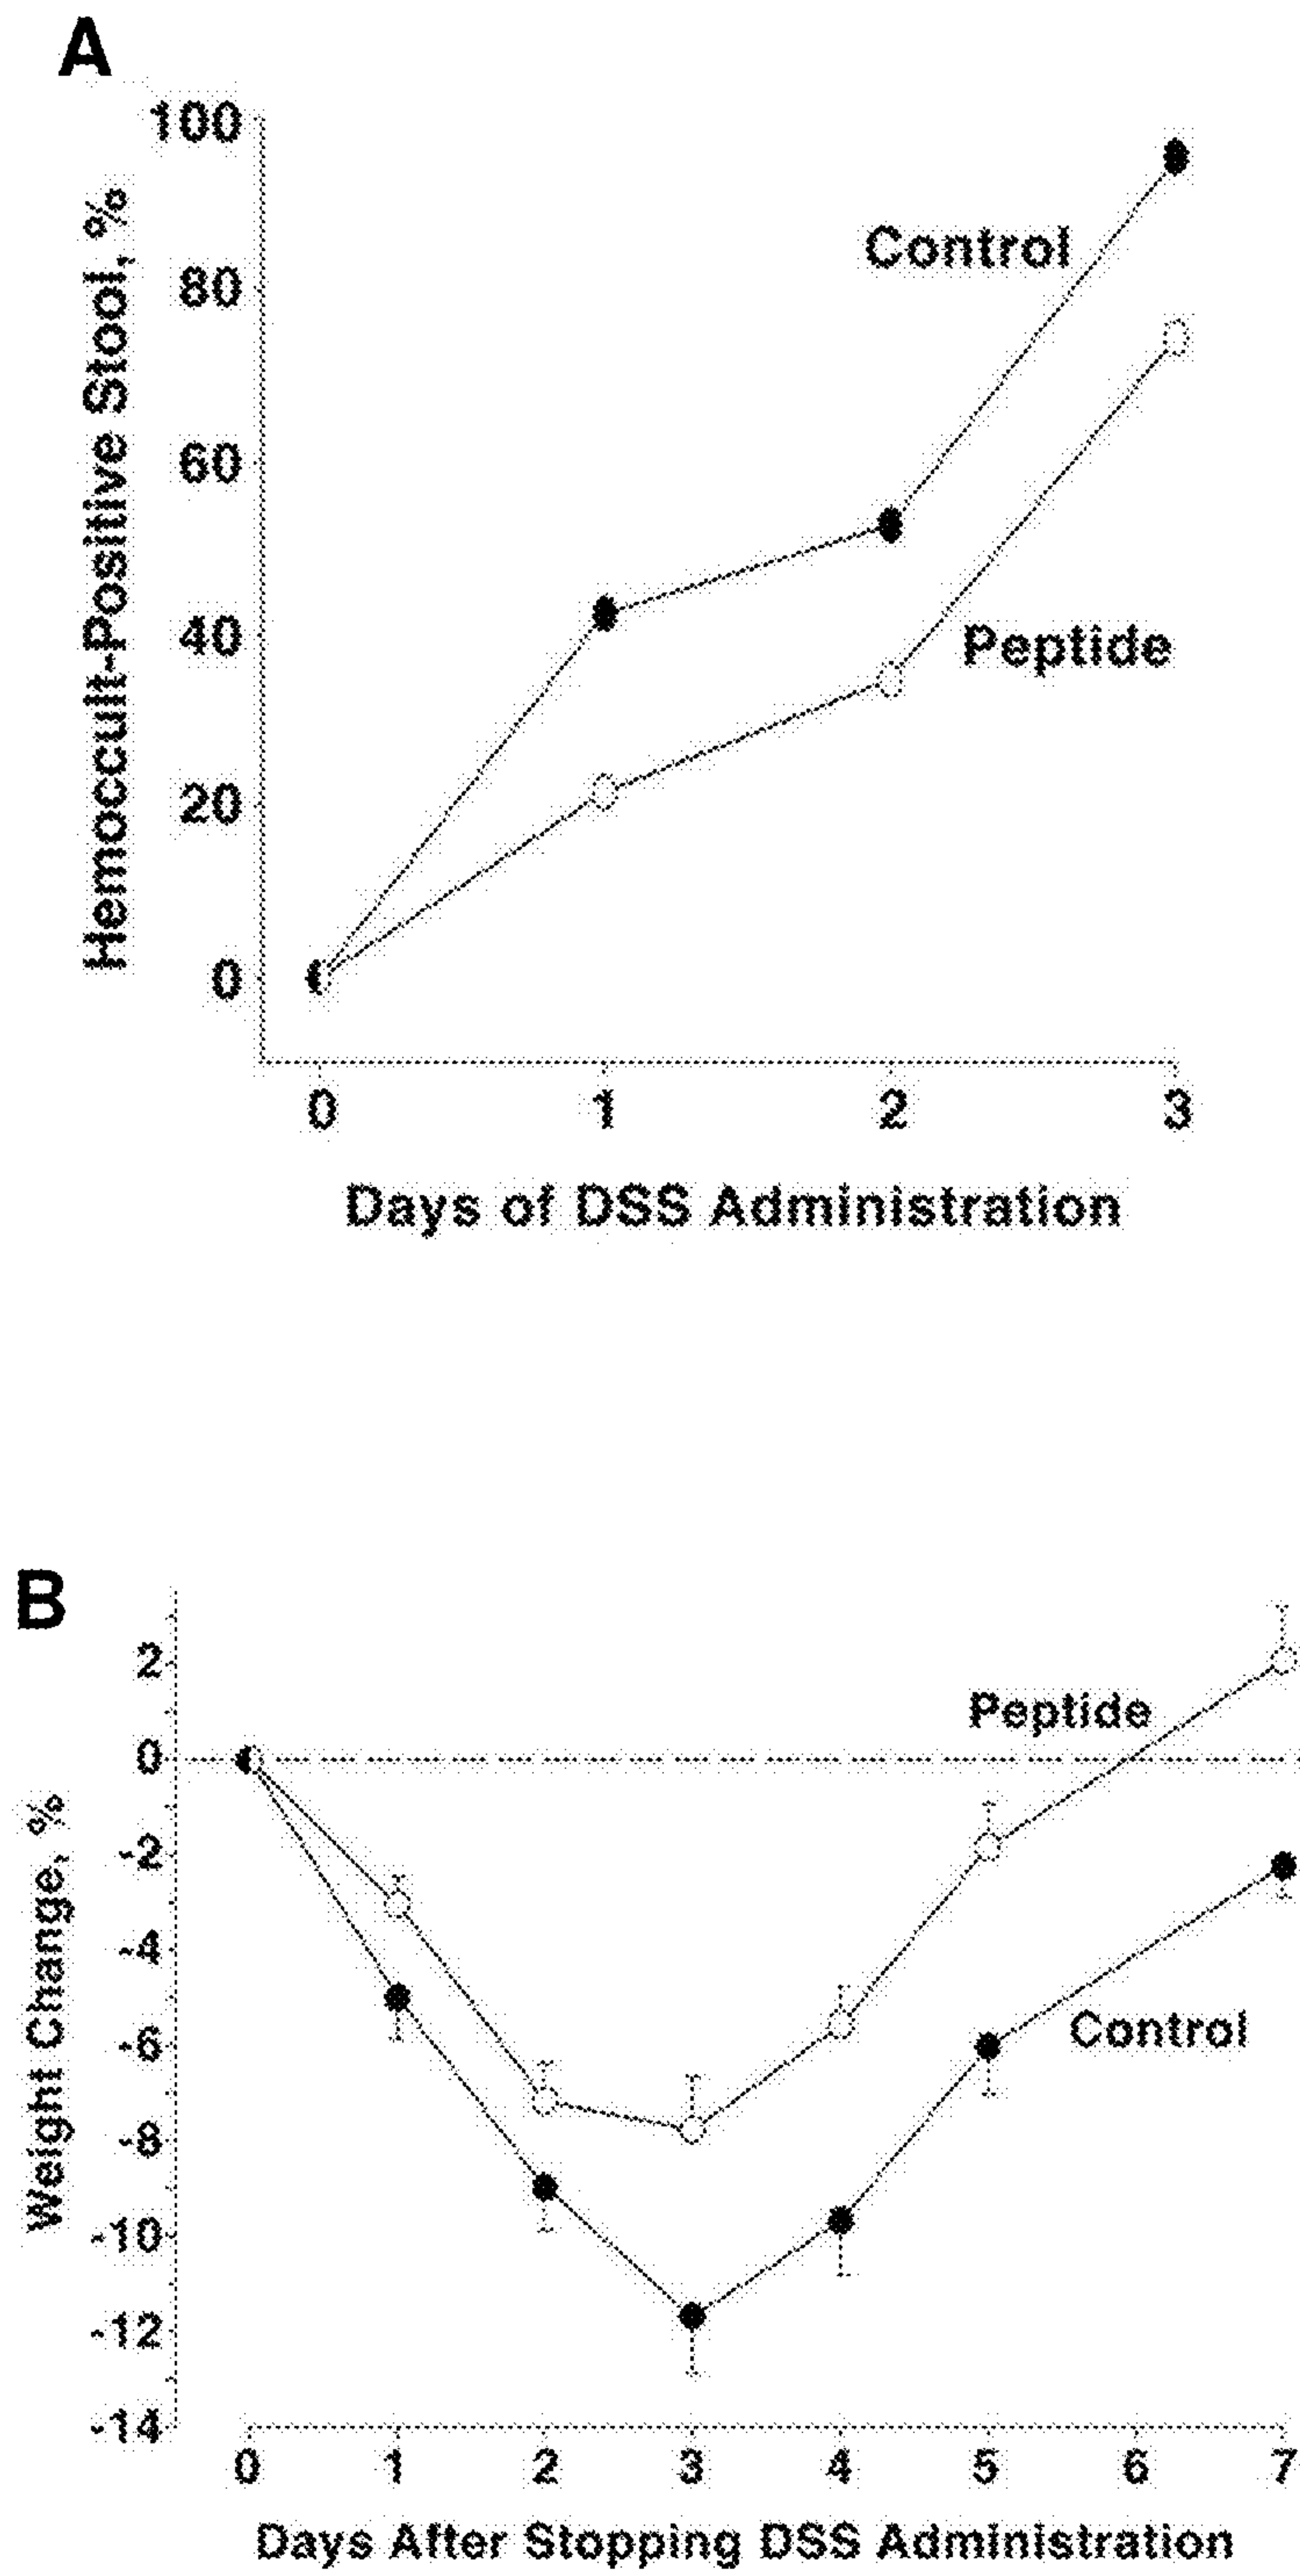 A
100
80
60
40
20
0
Hemoccult-Positive Stool, %
Control
Peptide
0 1 2 3
Days of DSS Administration
B
2
0
-2
-4
-6
-8
-10
-12
-14
Weight Change, %
Peptide
Control
0 1 2 3 4 5 6 7
Days After Stopping DSS Administration